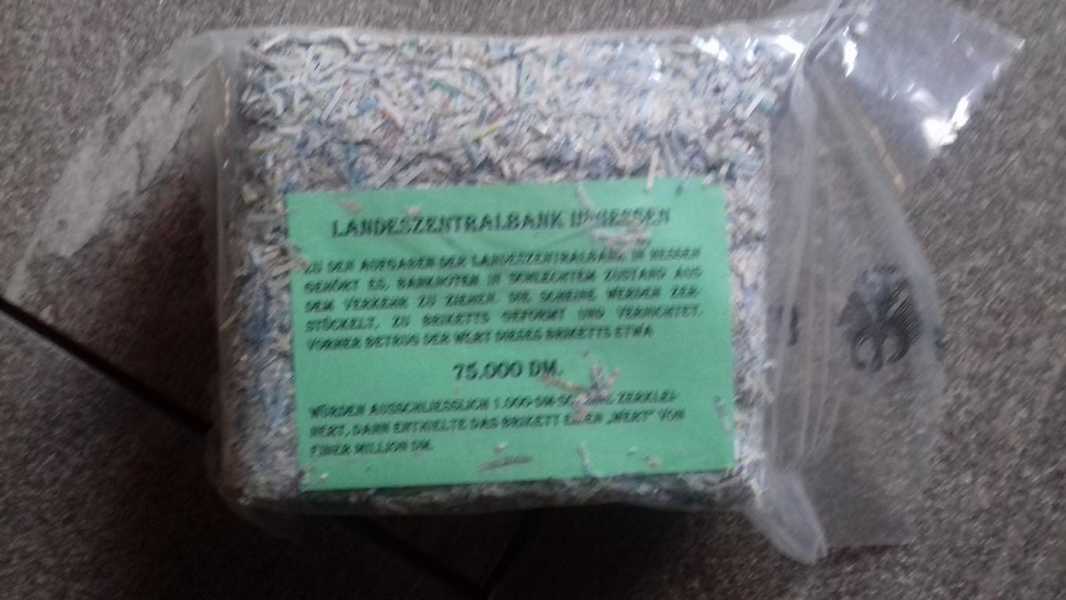 LANDESZENTRALBANK IN HESSEN
ZU DEN AUFGABEN DER LANDESZENTRALBANK IN HESSEN
GEHÖRT ES, BANKNOTEN IN SCHLECHTEM ZUSTAND AUS
DEM VERKEHR ZU ZIEHEN. DIE SCHEINE WERDEN ZER-
STÜCKELT, ZU BRIKETTS GEFORMT UND VERNICHTET.
VORHER BETRUG DER WERT DIESES BRIKETTS ETWA
75.000 DM.
WÜRDEN AUSSCHLIESSLICH 1.000-DM-SCHEINE ZERKLEI-
NERT, DANN ENTHIELTE DAS BRIKETT EINEN „WERT" VON
EINER MILLION DM.